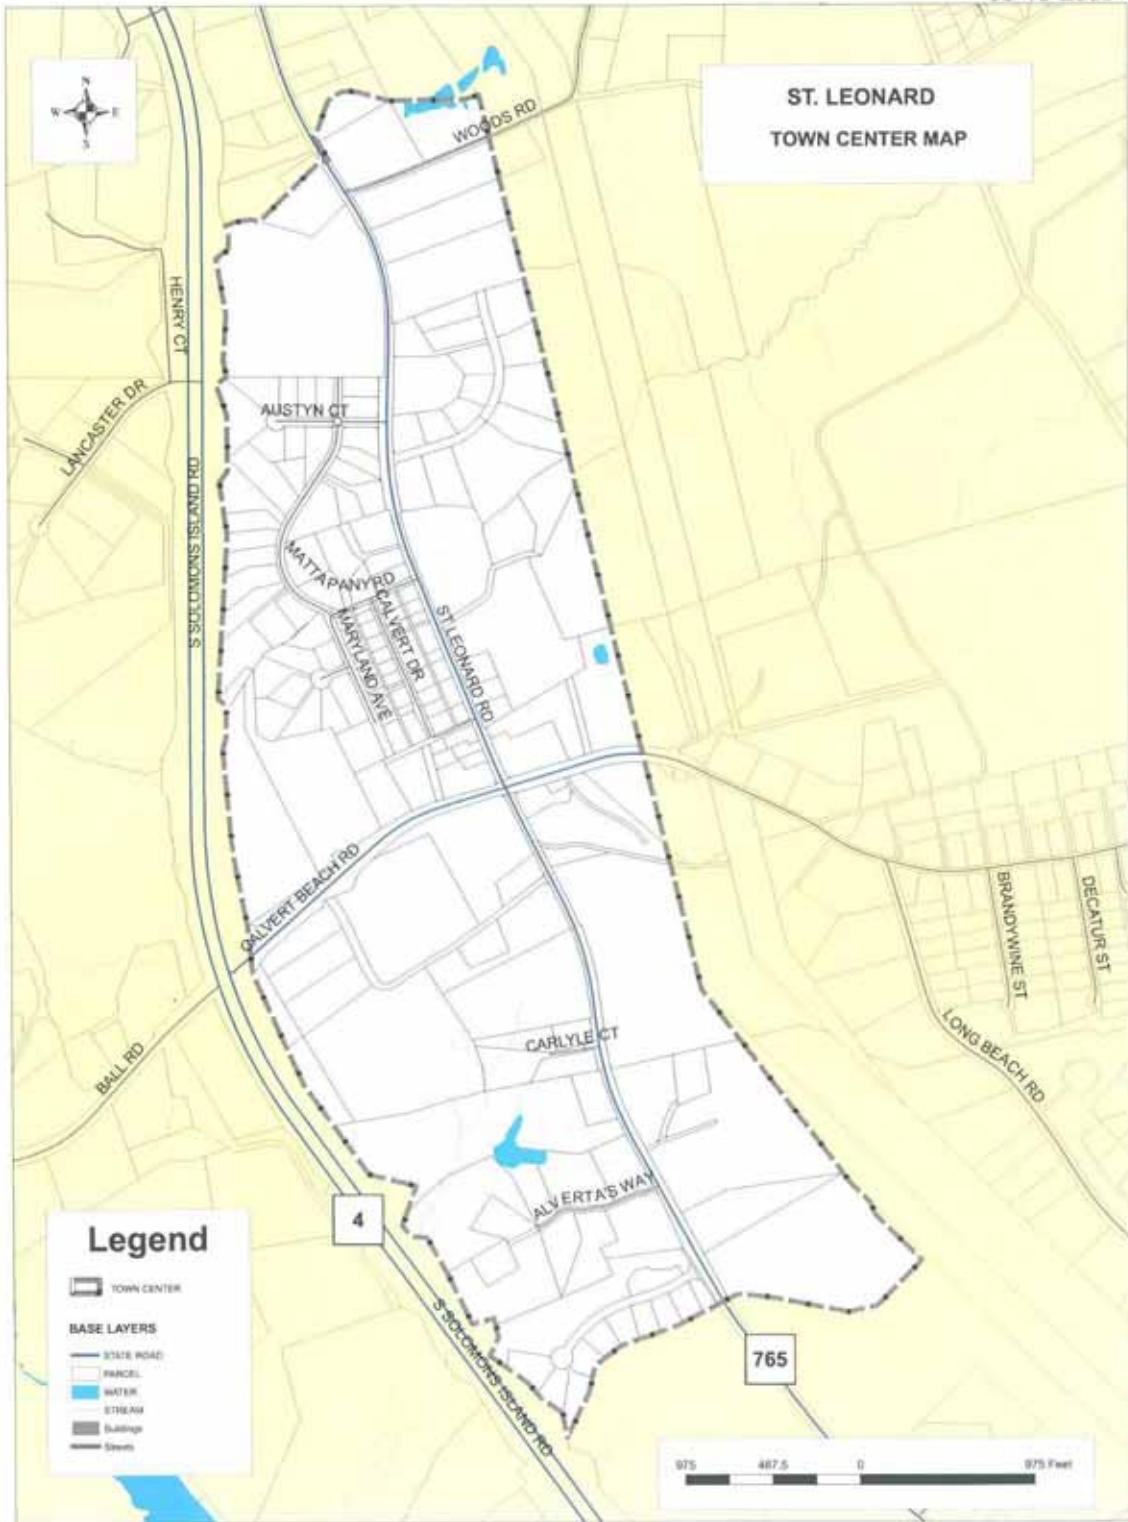 N
W E
S
ST. LEONARD
TOWN CENTER MAP
WOODS RD
HENRY CT
LANCASTER DR
AUSTYN CT
S SOLOMONS ISLAND RD
MATTAPANY RD
CALVERT DR
MARYLAND AVE
ST LEONARD RD
CALVERT BEACH RD
BRANDYWINE ST
DECATUR ST
BALL RD
CARLYLE CT
LONG BEACH RD
ALVERTA'S WAY
4
S SOLOMONS ISLAND RD
765
Legend
TOWN CENTER
BASE LAYERS
STATE ROAD
PARCEL
WATER
STREAM
Buildings
Streets
975 487.5 0 975 Feet